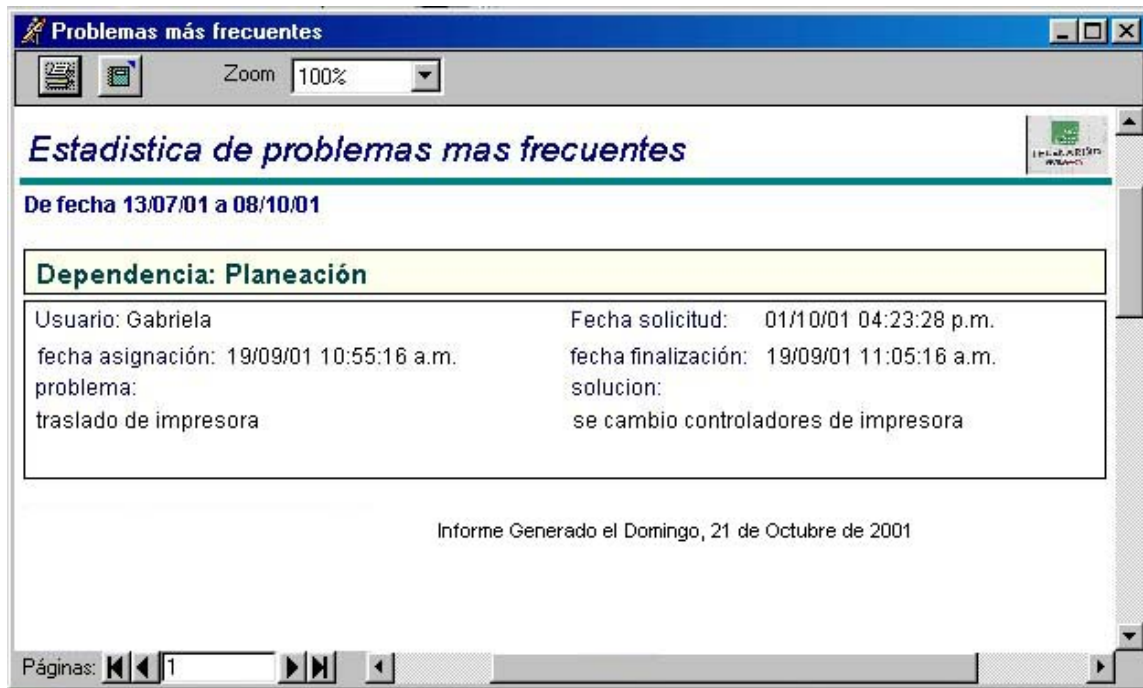 Problemas más frecuentes
Zoom 100%
Estadistica de problemas mas frecuentes
De fecha 13/07/01 a 08/10/01
Dependencia: Planeación
Usuario: Gabriela Fecha solicitud: 01/10/01 04:23:28 p.m.
fecha asignación: 19/09/01 10:55:16 a.m. fecha finalización: 19/09/01 11:05:16 a.m.
problema: solucion:
traslado de impresora se cambio controladores de impresora
Informe Generado el Domingo, 21 de Octubre de 2001
Páginas: 1